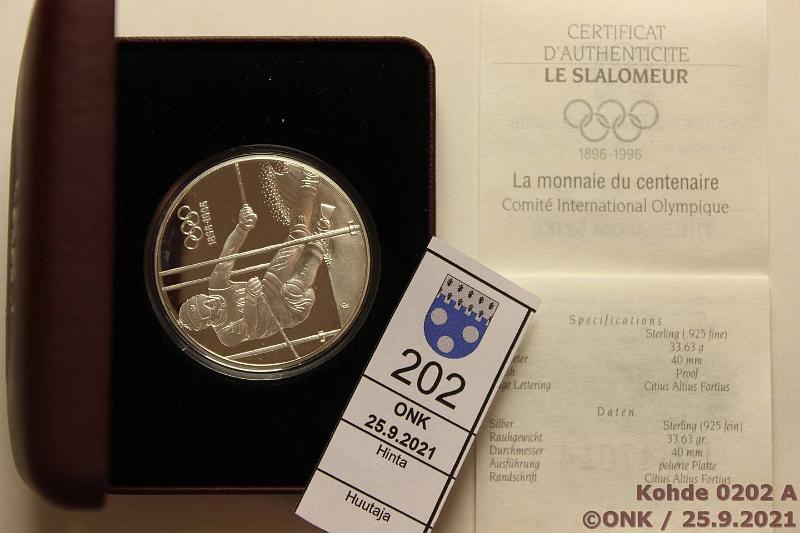 CERTIFICAT
D'AUTHENTICITE
LE SLALOMEUR
1896-1996
La monnaie du centenaire
Comité International Olympique
Specifications
Sterling (.925 fine)
33.63 g
40 mm
Proof
Lettering
Citius Altius Fortius
Daten
Silber
Sterling (925 fein)
Rauhgewicht
33.63 gr.
Durchmesser
40 mm
Ausführung
polierte Platte
Randschrift
Citius Altius Fortius
1896-1996
202
ONK
25.9.2021
Hinta
Huutaja
Kohde 0202 A
©ONK / 25.9.2021